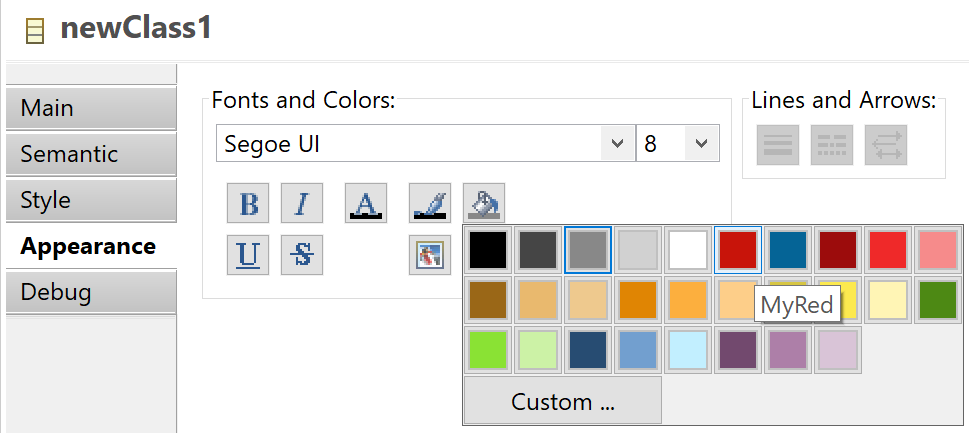 newClass1
Main
Semantic
Style
Appearance
Debug
Fonts and Colors:
Segoe UI
8
B
I
A
U
S
Lines and Arrows:
MyRed
Custom ...